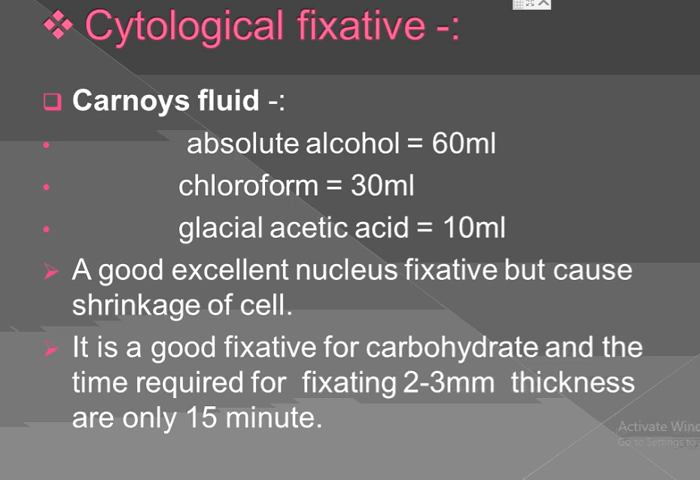 ❖ Cytological fixative -:
❑ Carnoys fluid -:
• absolute alcohol = 60ml
• chloroform = 30ml
• glacial acetic acid = 10ml
➢ A good excellent nucleus fixative but cause
shrinkage of cell.
➢ It is a good fixative for carbohydrate and the
time required for fixating 2-3mm thickness
are only 15 minute.
Activate Wind
Go to Settings to